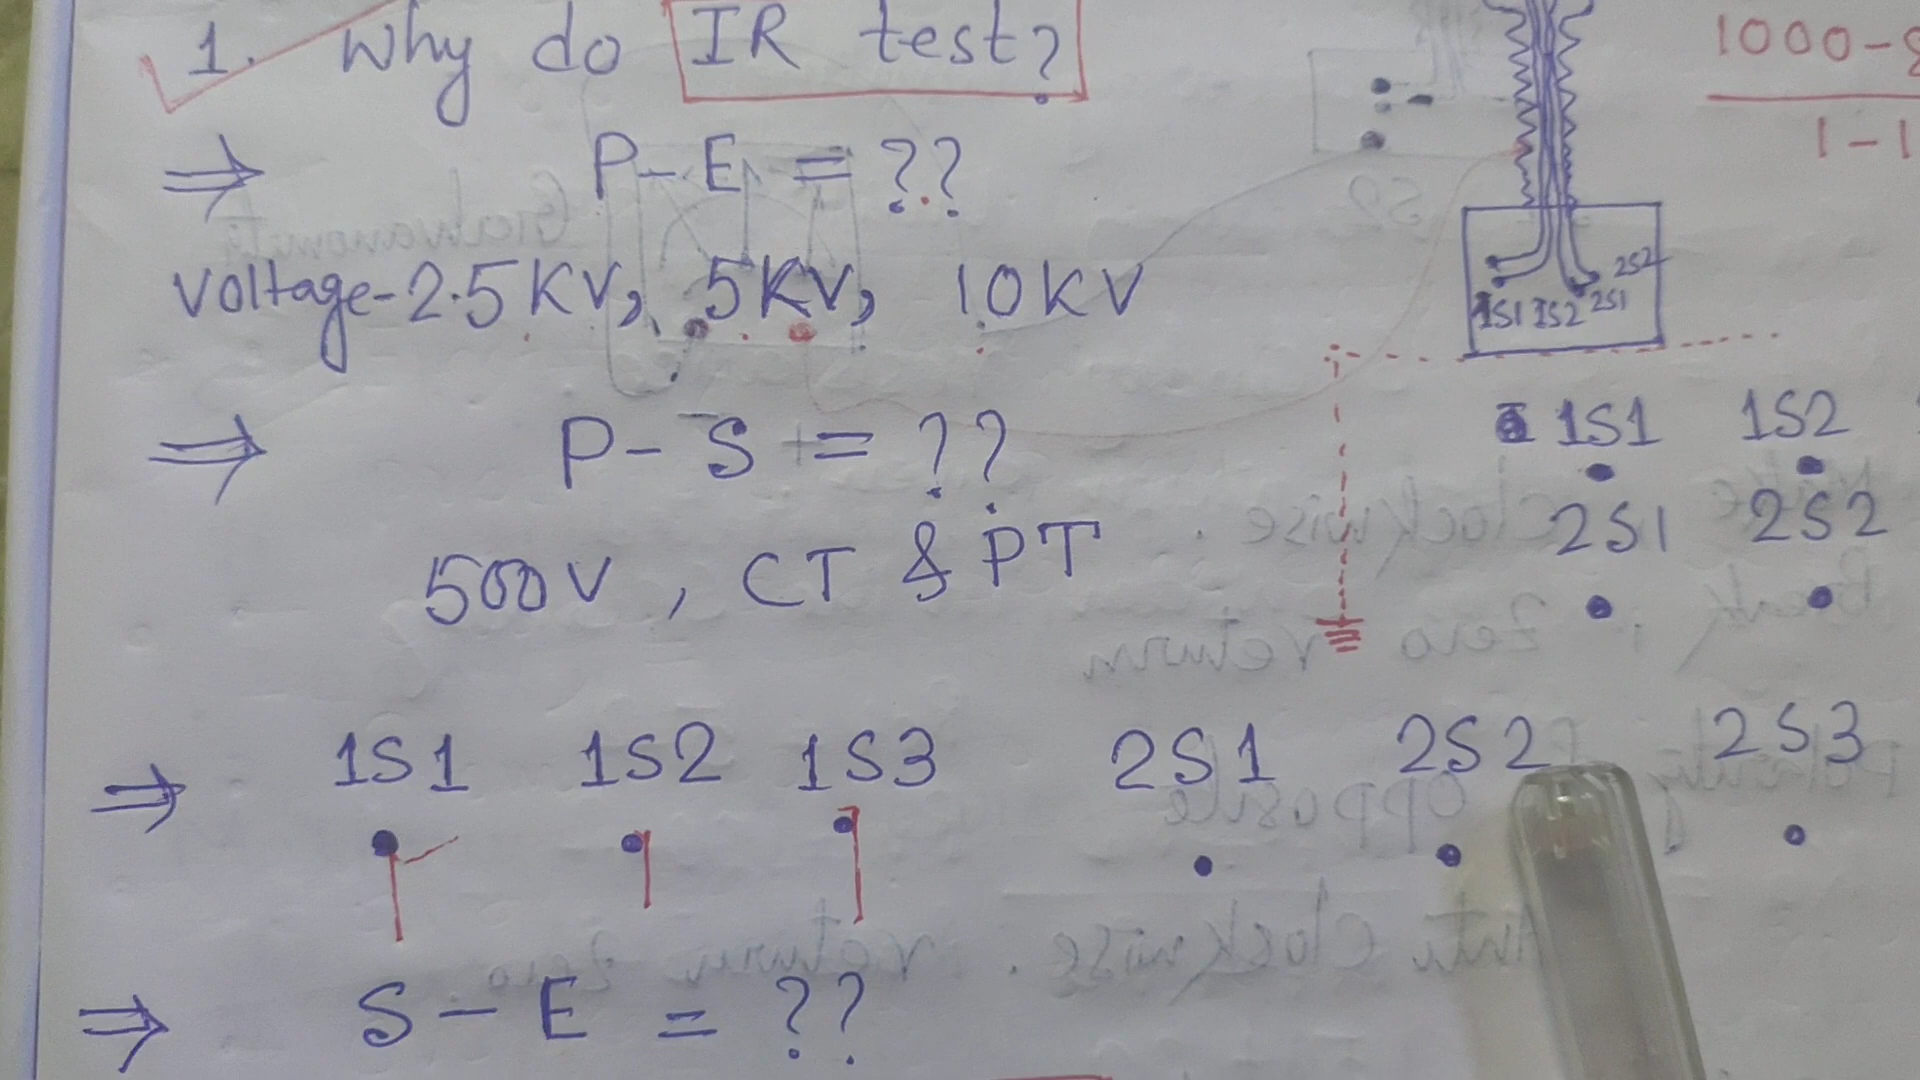 1. Why do IR test?
⇒ P-E = ??
Voltage-2.5KV, 5KV, 10KV
⇒ P-S = ??
500V, CT & PT
⇒ 1S1 1S2 1S3 2S1 2S2 2S3
⇒ S-E = ??
1S1 1S2 2S1 2S2
1S1 1S2
2S1 2S2
1-1